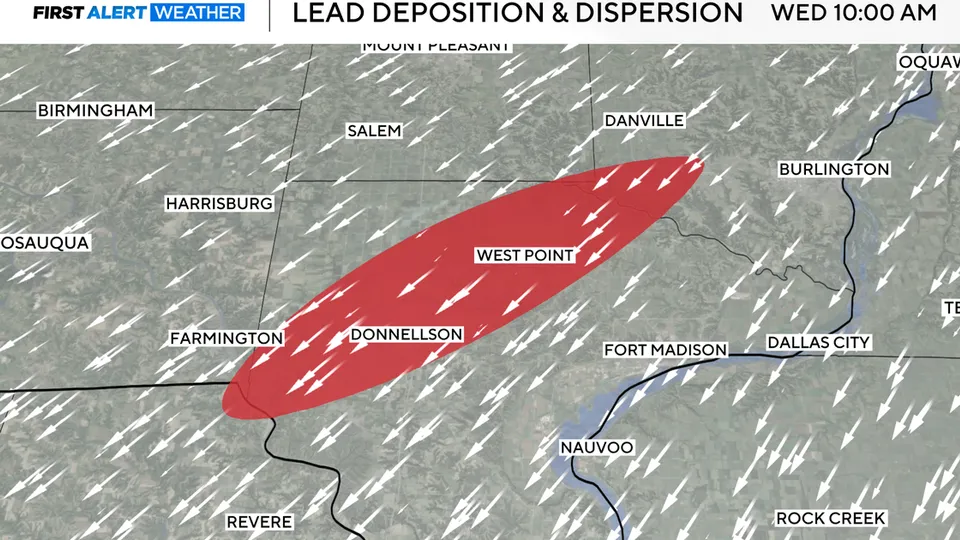 FIRST ALERT WEATHER
LEAD DEPOSITION & DISPERSION
WED 10:00 AM
MOUNT PLEASANT
OQUAW
BIRMINGHAM
SALEM
DANVILLE
BURLINGTON
HARRISBURG
OSAUQUA
WEST POINT
TE
FARMINGTON
DONNELLSON
FORT MADISON
DALLAS CITY
NAUVOO
REVERE
ROCK CREEK